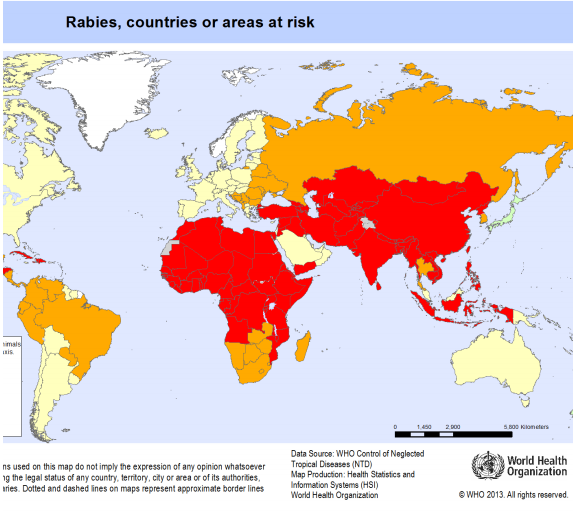 Rabies, countries or areas at risk
nimals
axis.
0 1,450 2,900 5,800 Kilometers
ns used on this map do not imply the expression of any opinion whatsoever
ng the legal status of any country, territory, city or area or of its authorities,
aries. Dotted and dashed lines on maps represent approximate border lines
Data Source: WHO Control of Neglected
Tropical Diseases (NTD)
Map Production: Health Statistics and
Information Systems (HSI)
World Health Organization
World Health
Organization
© WHO 2013. All rights reserved.